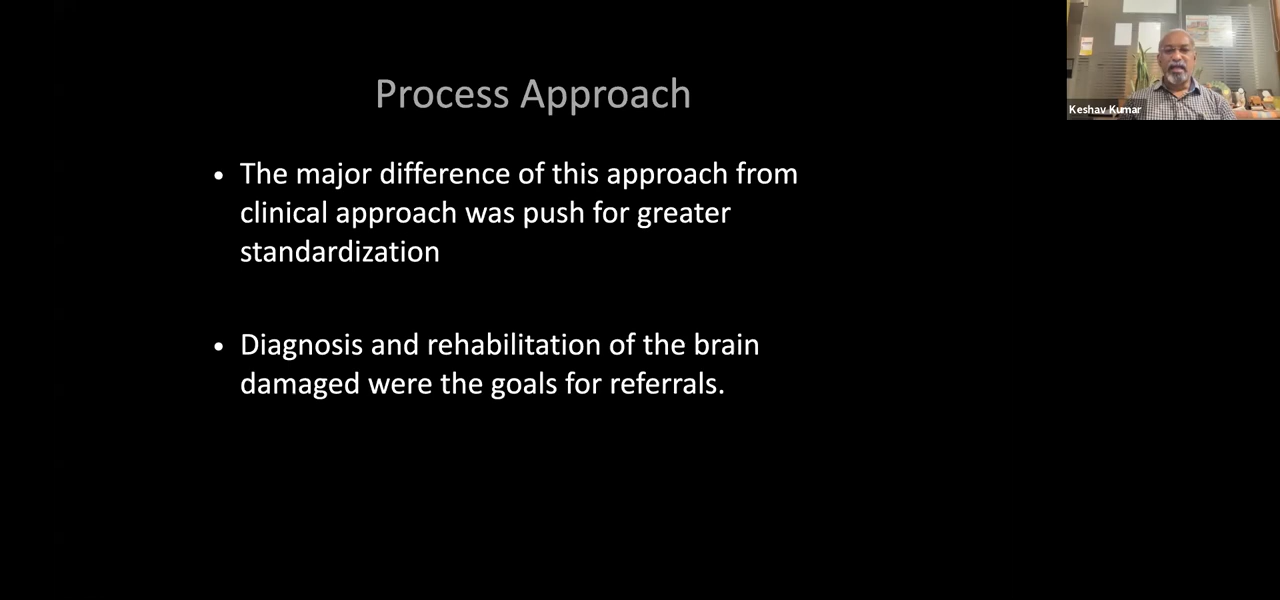 Process Approach
• The major difference of this approach from
clinical approach was push for greater
standardization
• Diagnosis and rehabilitation of the brain
damaged were the goals for referrals.
Keshav Kumar